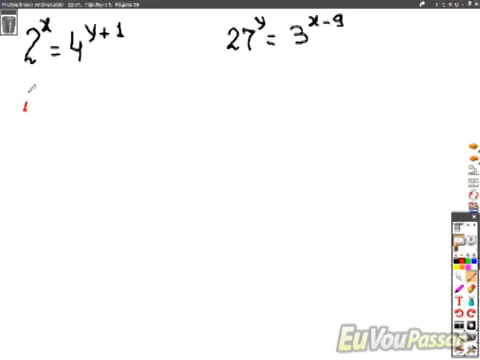 2^x = 4^{y+1}
27^y = 3^{x-9}
EuVouPassar